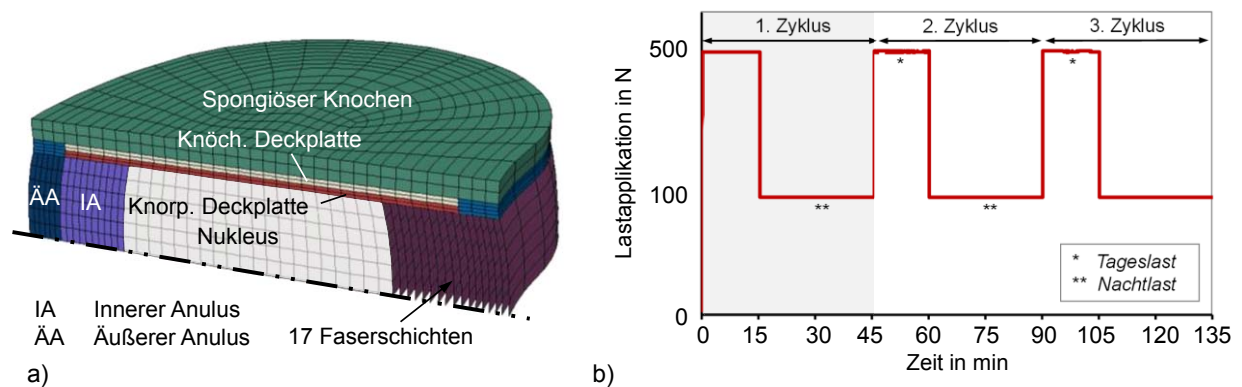 Spongiöser Knochen
Knöch. Deckplatte
ÄA
IA
Knorp. Deckplatte
Nukleus
IA Innerer Anulus
ÄA Äußerer Anulus
17 Faserschichten
a)
1. Zyklus
2. Zyklus
3. Zyklus
500
100
0
Lastapplikation in N
*
*
**
**
* Tageslast
** Nachtlast
0 15 30 45 60 75 90 105 120 135
Zeit in min
b)